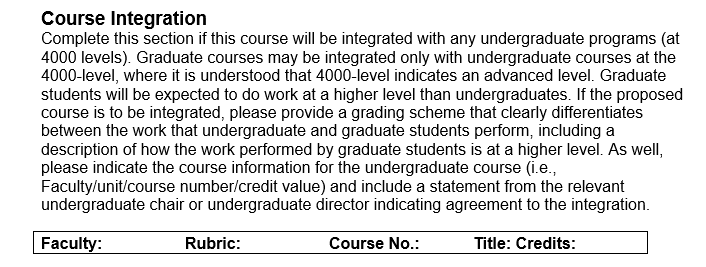 Course Integration
Complete this section if this course will be integrated with any undergraduate programs (at
4000 levels). Graduate courses may be integrated only with undergraduate courses at the
4000-level, where it is understood that 4000-level indicates an advanced level. Graduate
students will be expected to do work at a higher level than undergraduates. If the proposed
course is to be integrated, please provide a grading scheme that clearly differentiates
between the work that undergraduate and graduate students perform, including a
description of how the work performed by graduate students is at a higher level. As well,
please indicate the course information for the undergraduate course (i.e.,
Faculty/unit/course number/credit value) and include a statement from the relevant
undergraduate chair or undergraduate director indicating agreement to the integration.
Faculty: Rubric: Course No.: Title: Credits: